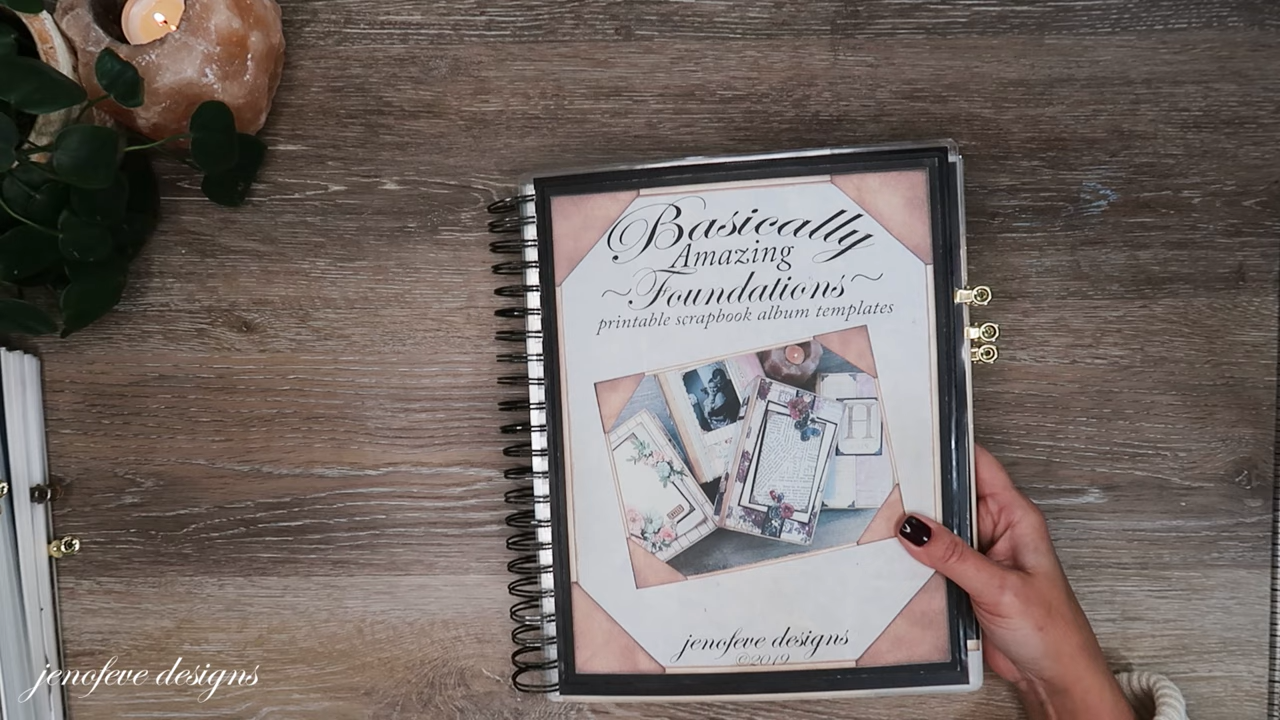 Basically
Amazing
~Foundations~
printable scrapbook album templates
H
jenofeve designs
©2019
jenofeve designs